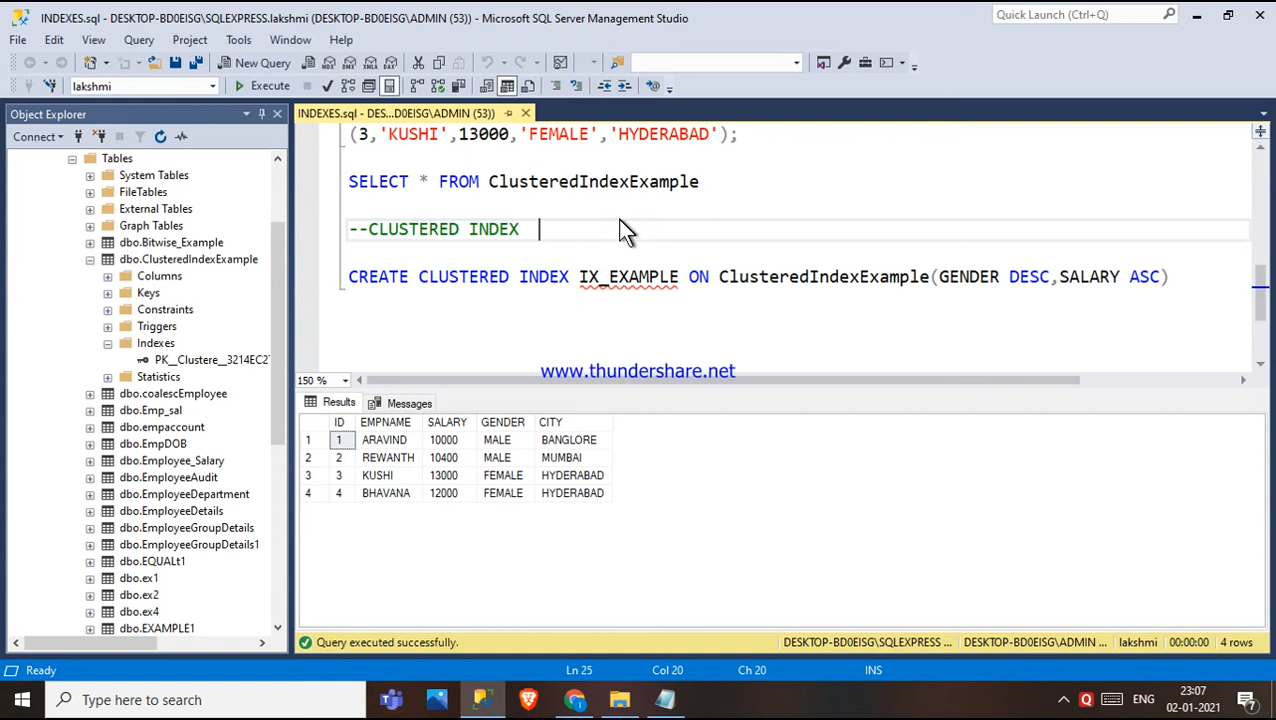 INDEXES.sql - DESKTOP-BD0EISG\SQLEXPRESS.lakshmi (DESKTOP-BD0EISG\ADMIN (53)) - Microsoft SQL Server Management Studio
Quick Launch (Ctrl+Q)
File Edit View Query Project Tools Window Help
New Query
MDX DMX XMLA DAX
lakshmi
Execute
Object Explorer
INDEXES.sql - DES...D0EISG\ADMIN (53))
Connect
Tables
System Tables
FileTables
External Tables
Graph Tables
dbo.Bitwise_Example
dbo.ClusteredIndexExample
Columns
Keys
Constraints
Triggers
Indexes
PK__Clustere__3214EC27
Statistics
dbo.coalescEmployee
dbo.Emp_sal
dbo.empaccount
dbo.EmpDOB
dbo.Employee_Salary
dbo.EmployeeAudit
dbo.EmployeeDepartment
dbo.EmployeeDetails
dbo.EmployeeGroupDetails
dbo.EmployeeGroupDetails1
dbo.EQUALt1
dbo.ex1
dbo.ex2
dbo.ex4
dbo.EXAMPLE1
(3,'KUSHI',13000,'FEMALE','HYDERABAD');
SELECT * FROM ClusteredIndexExample
--CLUSTERED INDEX
CREATE CLUSTERED INDEX IX_EXAMPLE ON ClusteredIndexExample(GENDER DESC,SALARY ASC)
www.thundershare.net
150 %
Results Messages
ID EMPNAME SALARY GENDER CITY
1 1 ARAVIND 10000 MALE BANGLORE
2 2 REWANTH 10400 MALE MUMBAI
3 3 KUSHI 13000 FEMALE HYDERABAD
4 4 BHAVANA 12000 FEMALE HYDERABAD
Query executed successfully.
DESKTOP-BD0EISG\SQLEXPRESS ... DESKTOP-BD0EISG\ADMIN ... lakshmi 00:00:00 4 rows
Ready Ln 25 Col 20 Ch 20 INS
Type here to search
ENG
23:07
02-01-2021
7